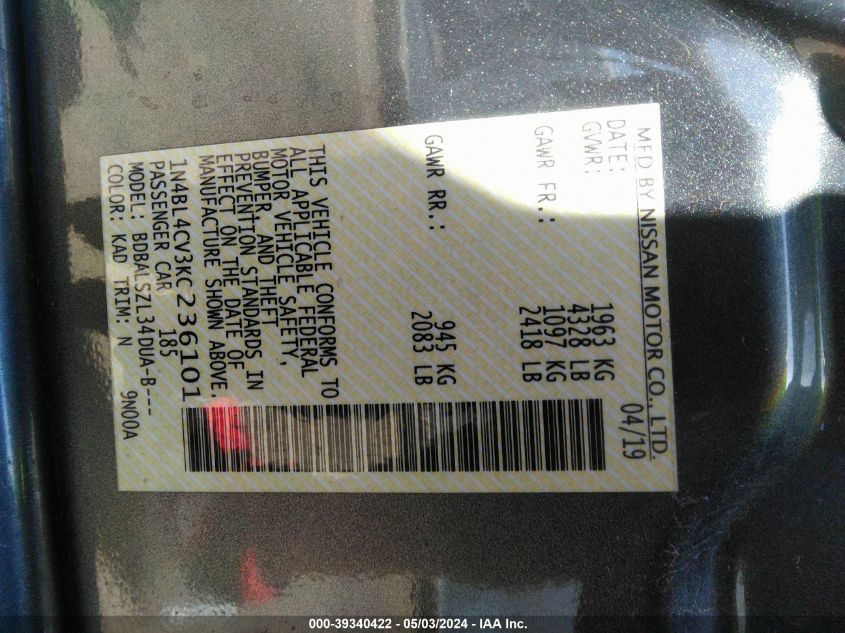 MFD BY NISSAN MOTOR CO., LTD.
DATE: 04/19
GVWR: 1963 KG
4328 LB
GAWR FR.: 1097 KG
2418 LB
GAWR RR.: 945 KG
2083 LB
THIS VEHICLE CONFORMS TO
ALL APPLICABLE FEDERAL
MOTOR VEHICLE SAFETY,
BUMPER, AND THEFT
PREVENTION STANDARDS IN
EFFECT ON THE DATE OF
MANUFACTURE SHOWN ABOVE.
1N4BL4CV3KC236101
PASSENGER CAR 185
MODEL: BDBALSZL34DUA-B---
COLOR: KAD TRIM: N 9N00A
000-39340422 - 05/03/2024 - IAA Inc.